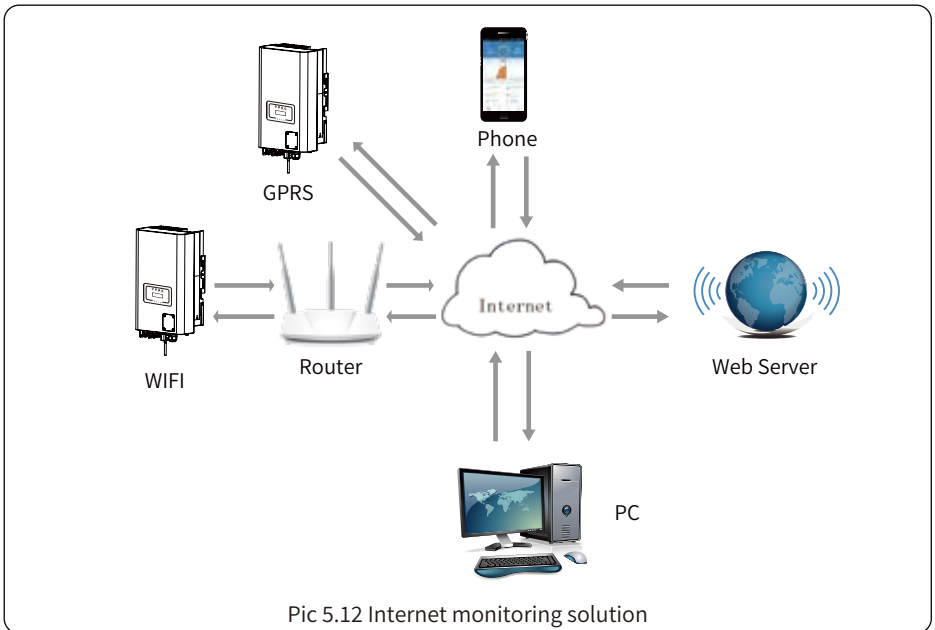 Phone
GPRS
Internet
WIFI
Router
Web Server
PC
Pic 5.12 Internet monitoring solution